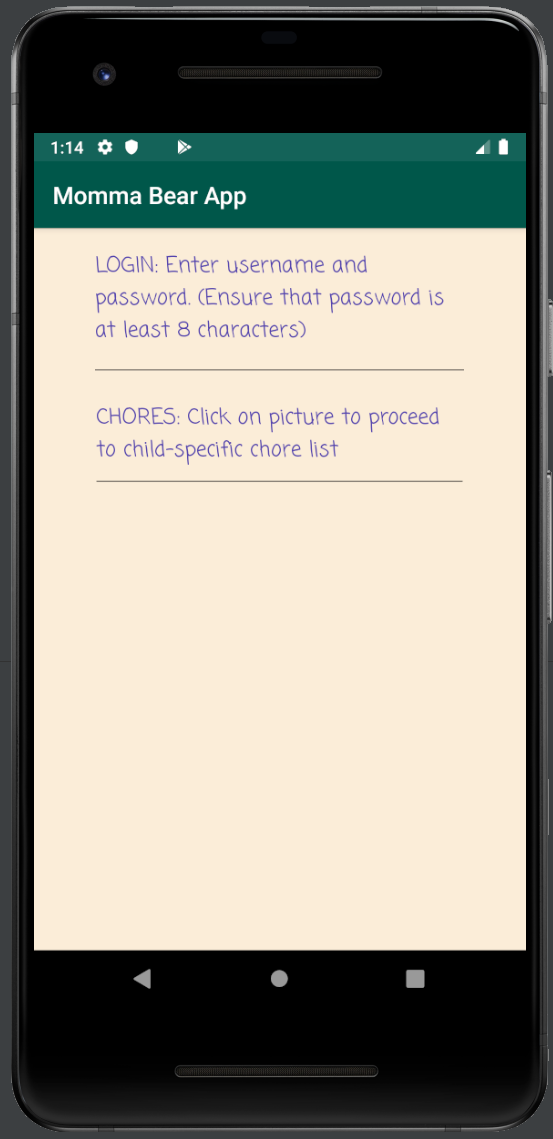 1:14
Momma Bear App
LOGIN: Enter username and
password. (Ensure that password is
at least 8 characters)
CHORES: Click on picture to proceed
to child-specific chore list